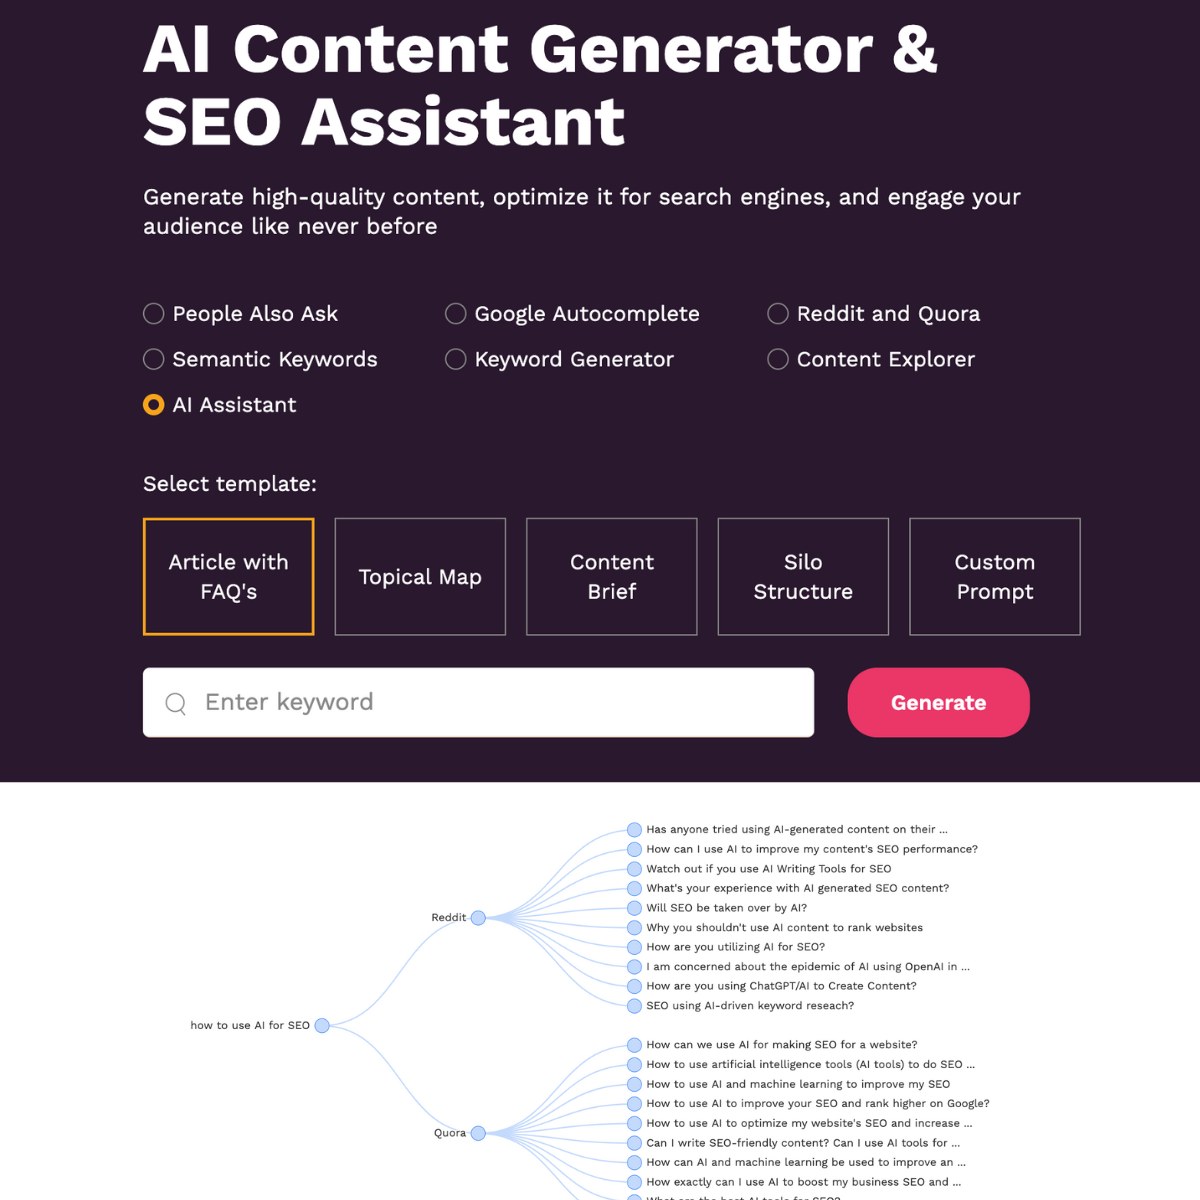 AI Content Generator &
SEO Assistant
Generate high-quality content, optimize it for search engines, and engage your
audience like never before
People Also Ask
Google Autocomplete
Reddit and Quora
Semantic Keywords
Keyword Generator
Content Explorer
AI Assistant
Select template:
Article with
FAQ's
Topical Map
Content
Brief
Silo
Structure
Custom
Prompt
Enter keyword
Generate
how to use AI for SEO
Reddit
Has anyone tried using AI-generated content on their ...
How can I use AI to improve my content's SEO performance?
Watch out if you use AI Writing Tools for SEO
What's your experience with AI generated SEO content?
Will SEO be taken over by AI?
Why you shouldn't use AI content to rank websites
How are you utilizing AI for SEO?
I am concerned about the epidemic of AI using OpenAI in ...
How are you using ChatGPT/AI to Create Content?
SEO using AI-driven keyword reseach?
Quora
How can we use AI for making SEO for a website?
How to use artificial intelligence tools (AI tools) to do SEO ...
How to use AI and machine learning to improve my SEO
How to use AI to improve your SEO and rank higher on Google?
How to use AI to optimize my website's SEO and increase ...
Can I write SEO-friendly content? Can I use AI tools for ...
How can AI and machine learning be used to improve an ...
How exactly can I use AI to boost my business SEO and ...
What are the best AI tools for SEO?